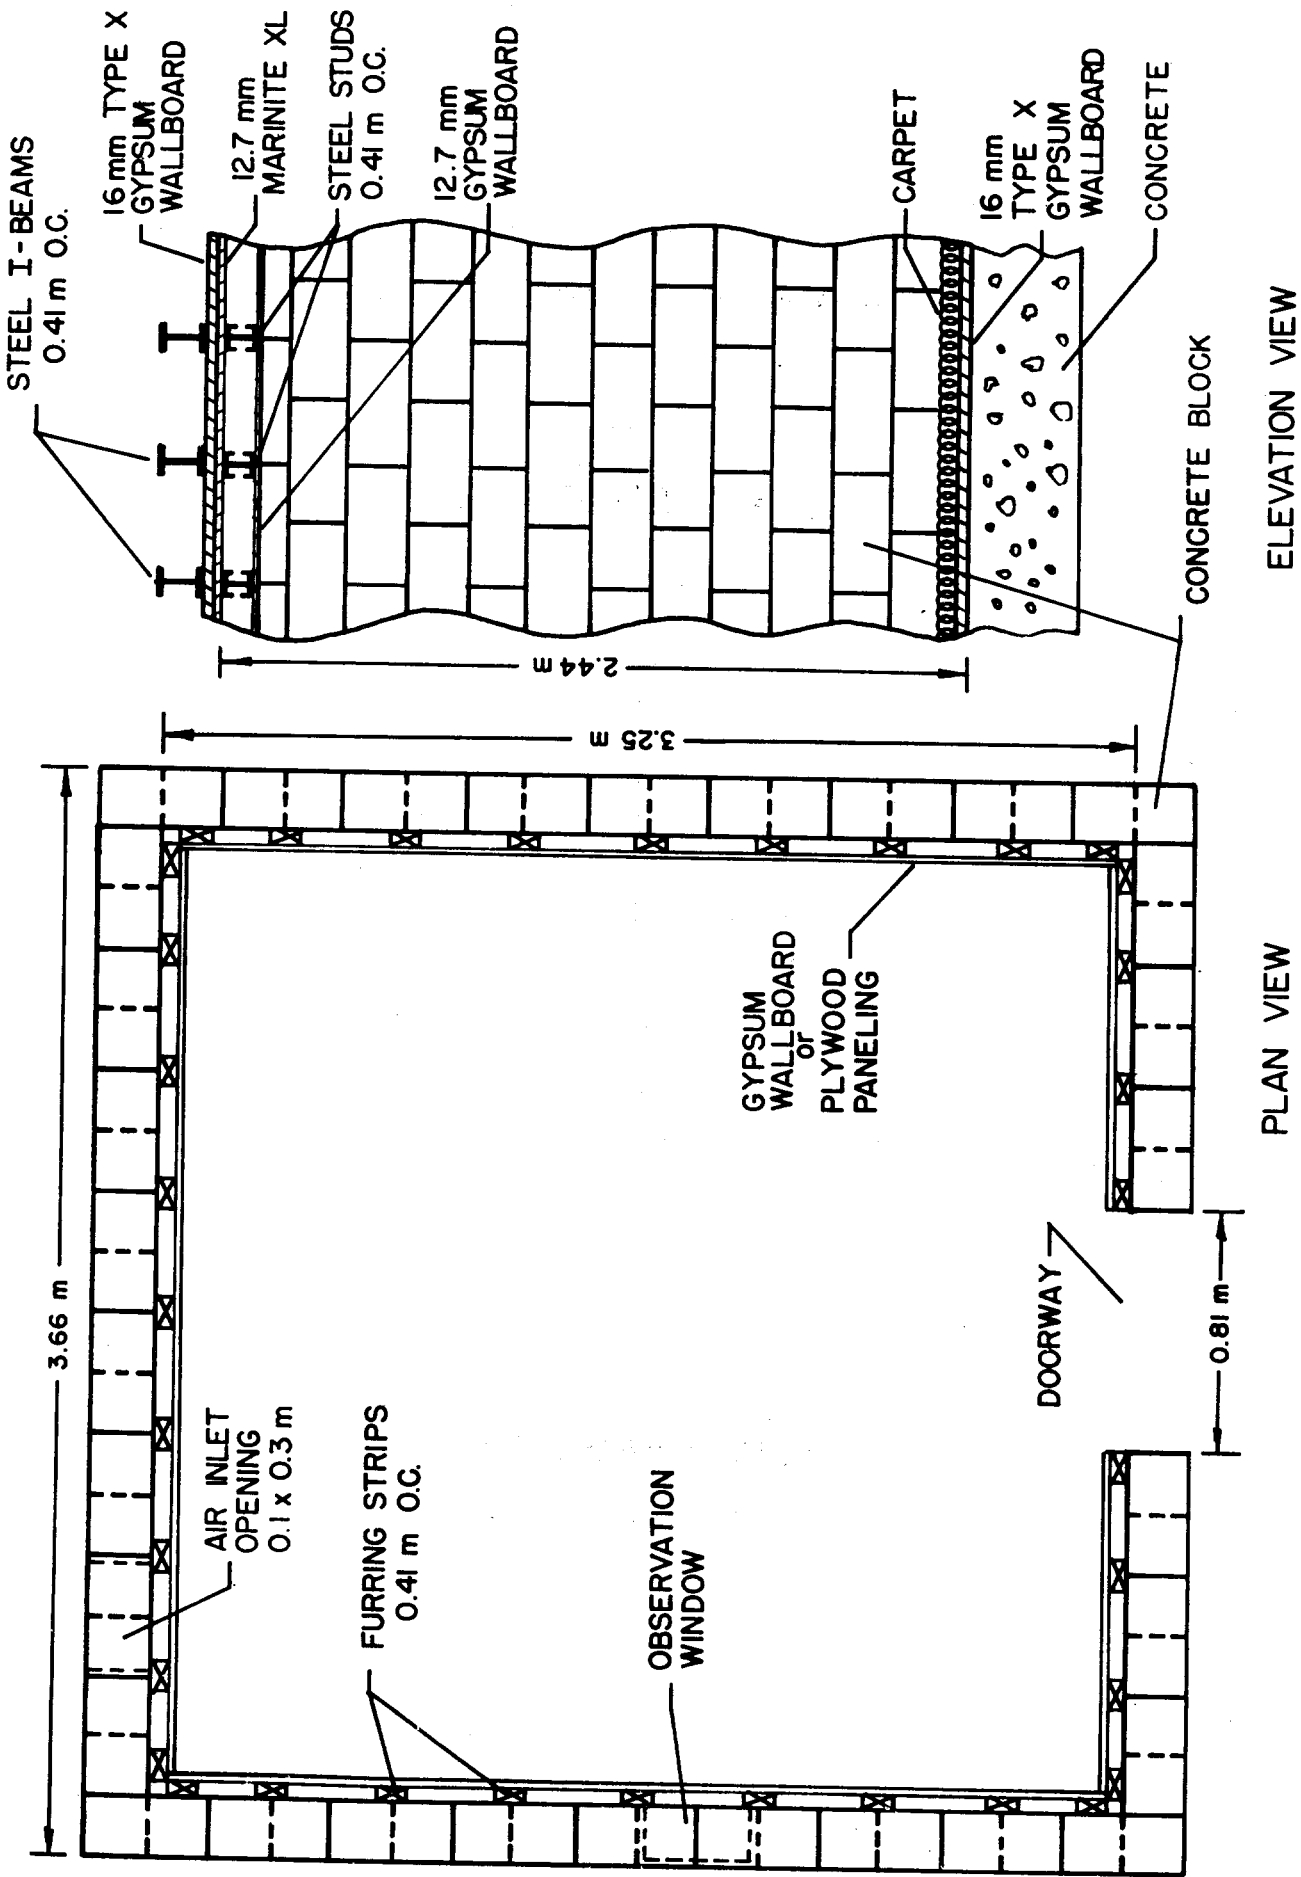 STEEL I-BEAMS
0.41 m O.C.
16 mm TYPE X
GYPSUM
WALLBOARD
12.7 mm
MARINITE XL
STEEL STUDS
0.41 m O.C.
12.7 mm
GYPSUM
WALLBOARD
CARPET
16 mm
TYPE X
GYPSUM
WALLBOARD
CONCRETE
CONCRETE BLOCK
2.44 m
ELEVATION VIEW
3.66 m
3.25 m
AIR INLET
OPENING
0.1 x 0.3 m
FURRING STRIPS
0.41 m O.C.
OBSERVATION
WINDOW
GYPSUM
WALLBOARD
or
PLYWOOD
PANELING
DOORWAY
0.81 m
PLAN VIEW